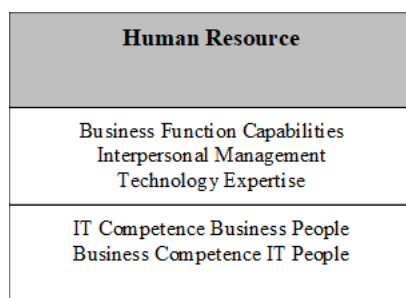 Human Resource
Business Function Capabilities
Interpersonal Management
Technology Expertise
IT Competence Business People
Business Competence IT People